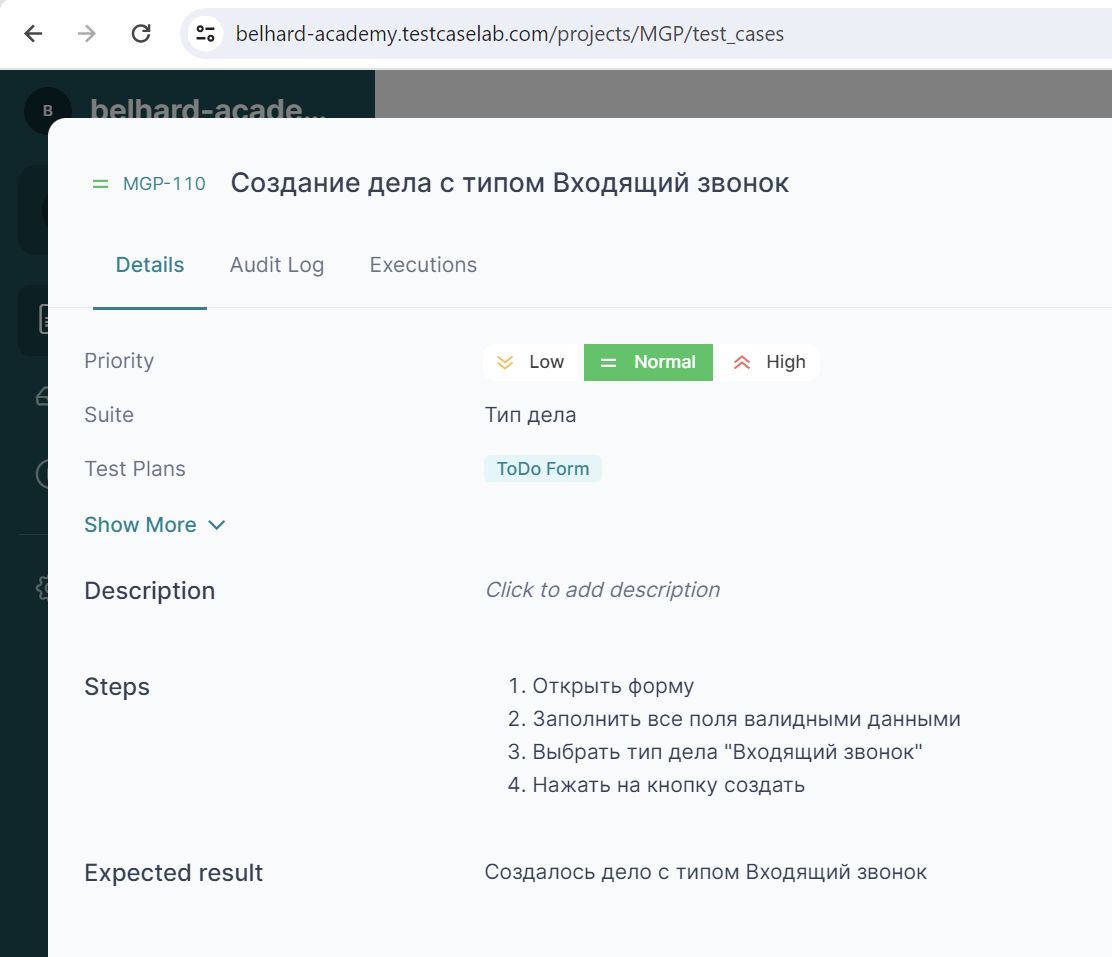 belhard-academy.testcaselab.com/projects/MGP/test_cases
B belhard-acade...
MGP-110 Создание дела с типом Входящий звонок
Details Audit Log Executions
Priority Low Normal High
Suite Тип дела
Test Plans ToDo Form
Show More
Description Click to add description
Steps 1. Открыть форму
2. Заполнить все поля валидными данными
3. Выбрать тип дела "Входящий звонок"
4. Нажать на кнопку создать
Expected result Создалось дело с типом Входящий звонок